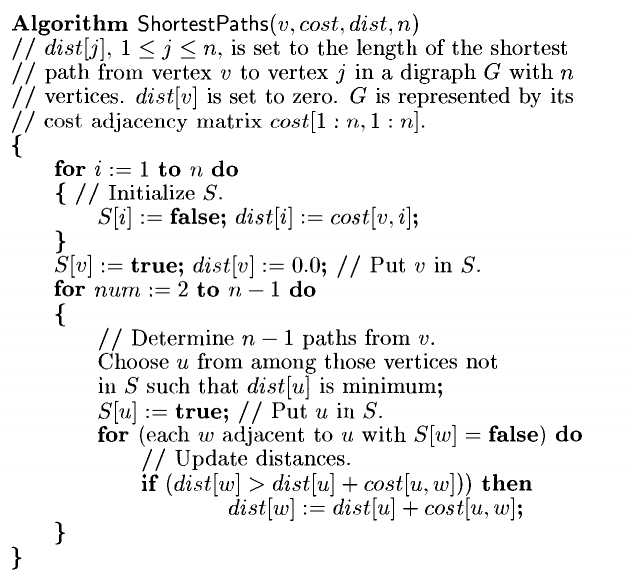 Algorithm ShortestPaths(v, cost, dist, n)
// dist[j], 1 ≤ j ≤ n, is set to the length of the shortest
// path from vertex v to vertex j in a digraph G with n
// vertices. dist[v] is set to zero. G is represented by its
// cost adjacency matrix cost[1 : n, 1 : n].
{
for i := 1 to n do
{ // Initialize S.
S[i] := false; dist[i] := cost[v, i];
}
S[v] := true; dist[v] := 0.0; // Put v in S.
for num := 2 to n − 1 do
{
// Determine n − 1 paths from v.
Choose u from among those vertices not
in S such that dist[u] is minimum;
S[u] := true; // Put u in S.
for (each w adjacent to u with S[w] = false) do
// Update distances.
if (dist[w] > dist[u] + cost[u, w])) then
dist[w] := dist[u] + cost[u, w];
}
}